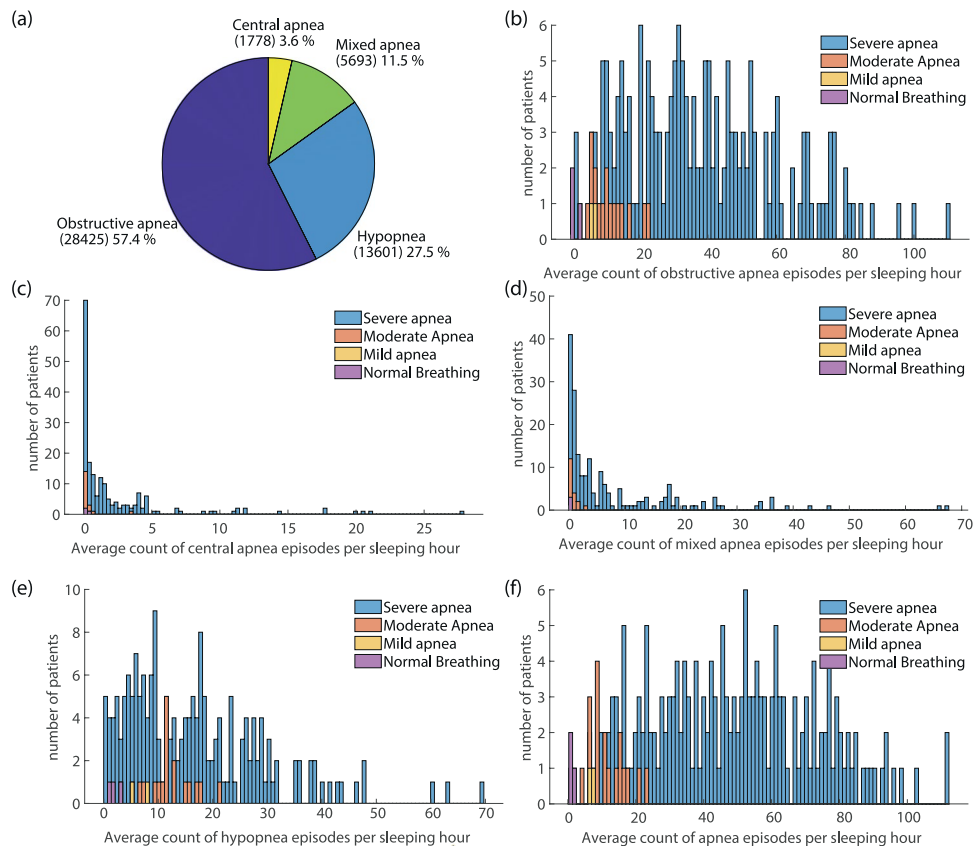 (a)
Central apnea
(1778) 3.6 %
Mixed apnea
(5693) 11.5 %
Obstructive apnea
(28425) 57.4 %
Hypopnea
(13601) 27.5 %
(b)
number of patients
6
5
4
3
2
1
0
0 20 40 60 80 100
Average count of obstructive apnea episodes per sleeping hour
Severe apnea
Moderate Apnea
Mild apnea
Normal Breathing
(c)
number of patients
70
60
50
40
30
20
10
0
0 5 10 15 20 25
Average count of central apnea episodes per sleeping hour
Severe apnea
Moderate Apnea
Mild apnea
Normal Breathing
(d)
number of patients
50
40
30
20
10
0
0 10 20 30 40 50 60 70
Average count of mixed apnea episodes per sleeping hour
Severe apnea
Moderate Apnea
Mild apnea
Normal Breathing
(e)
number of patients
10
8
6
4
2
0
0 10 20 30 40 50 60 70
Average count of hypopnea episodes per sleeping hour
Severe apnea
Moderate Apnea
Mild apnea
Normal Breathing
(f)
number of patients
6
5
4
3
2
1
0
0 20 40 60 80 100
Average count of apnea episodes per sleeping hour
Severe apnea
Moderate Apnea
Mild apnea
Normal Breathing